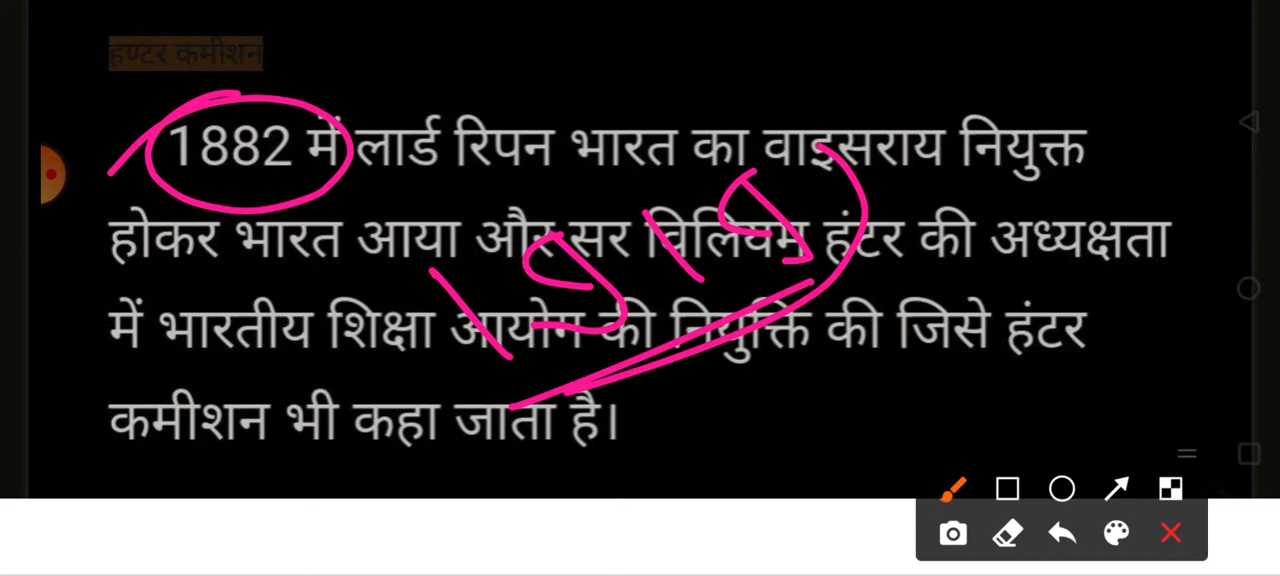 हण्टर कमीशन
1882 में लार्ड रिपन भारत का वाइसराय नियुक्त
होकर भारत आया और सर विलियम हंटर की अध्यक्षता
में भारतीय शिक्षा आयोग की नियुक्ति की जिसे हंटर
कमीशन भी कहा जाता है।
1919